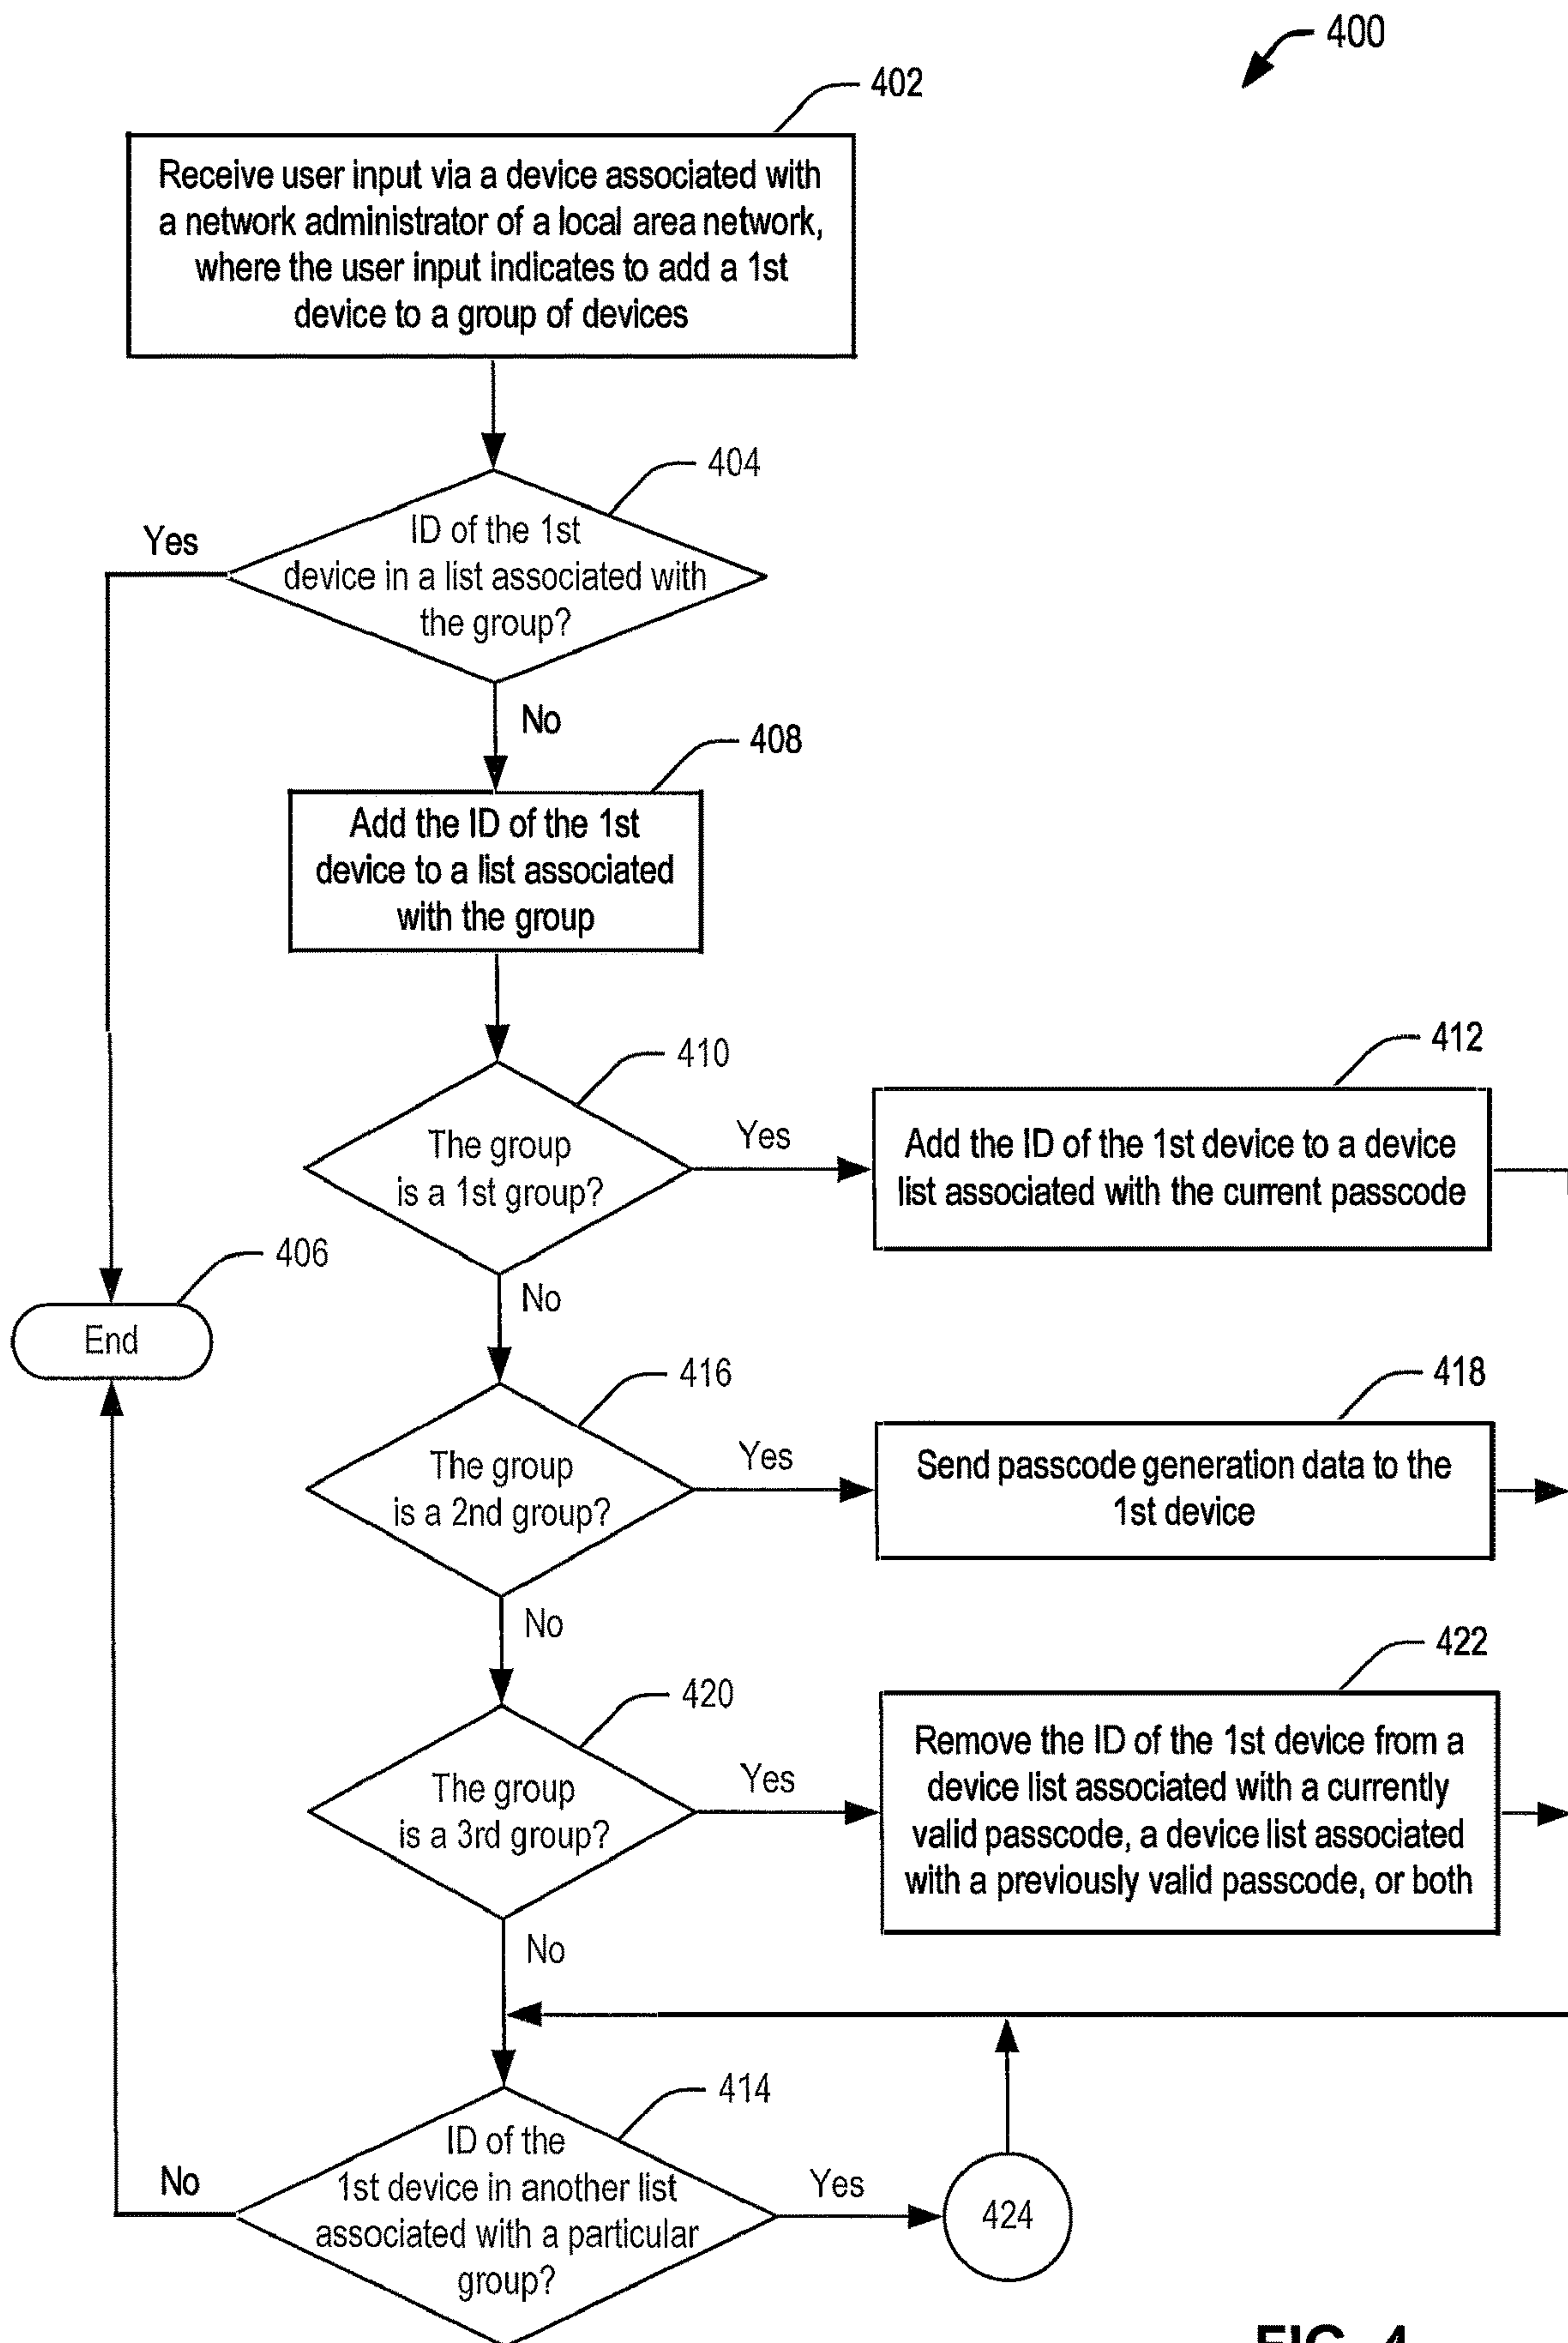 400
402
Receive user input via a device associated with
a network administrator of a local area network,
where the user input indicates to add a 1st
device to a group of devices
404
Yes
ID of the 1st
device in a list associated with
the group?
No
408
Add the ID of the 1st
device to a list associated
with the group
410
The group
is a 1st group?
Yes
412
Add the ID of the 1st device to a device
list associated with the current passcode
No
406
End
416
The group
is a 2nd group?
Yes
418
Send passcode generation data to the
1st device
No
420
The group
is a 3rd group?
Yes
422
Remove the ID of the 1st device from a
device list associated with a currently
valid passcode, a device list associated
with a previously valid passcode, or both
No
414
ID of the
1st device in another list
associated with a particular
group?
No
Yes
424
FIG. 4